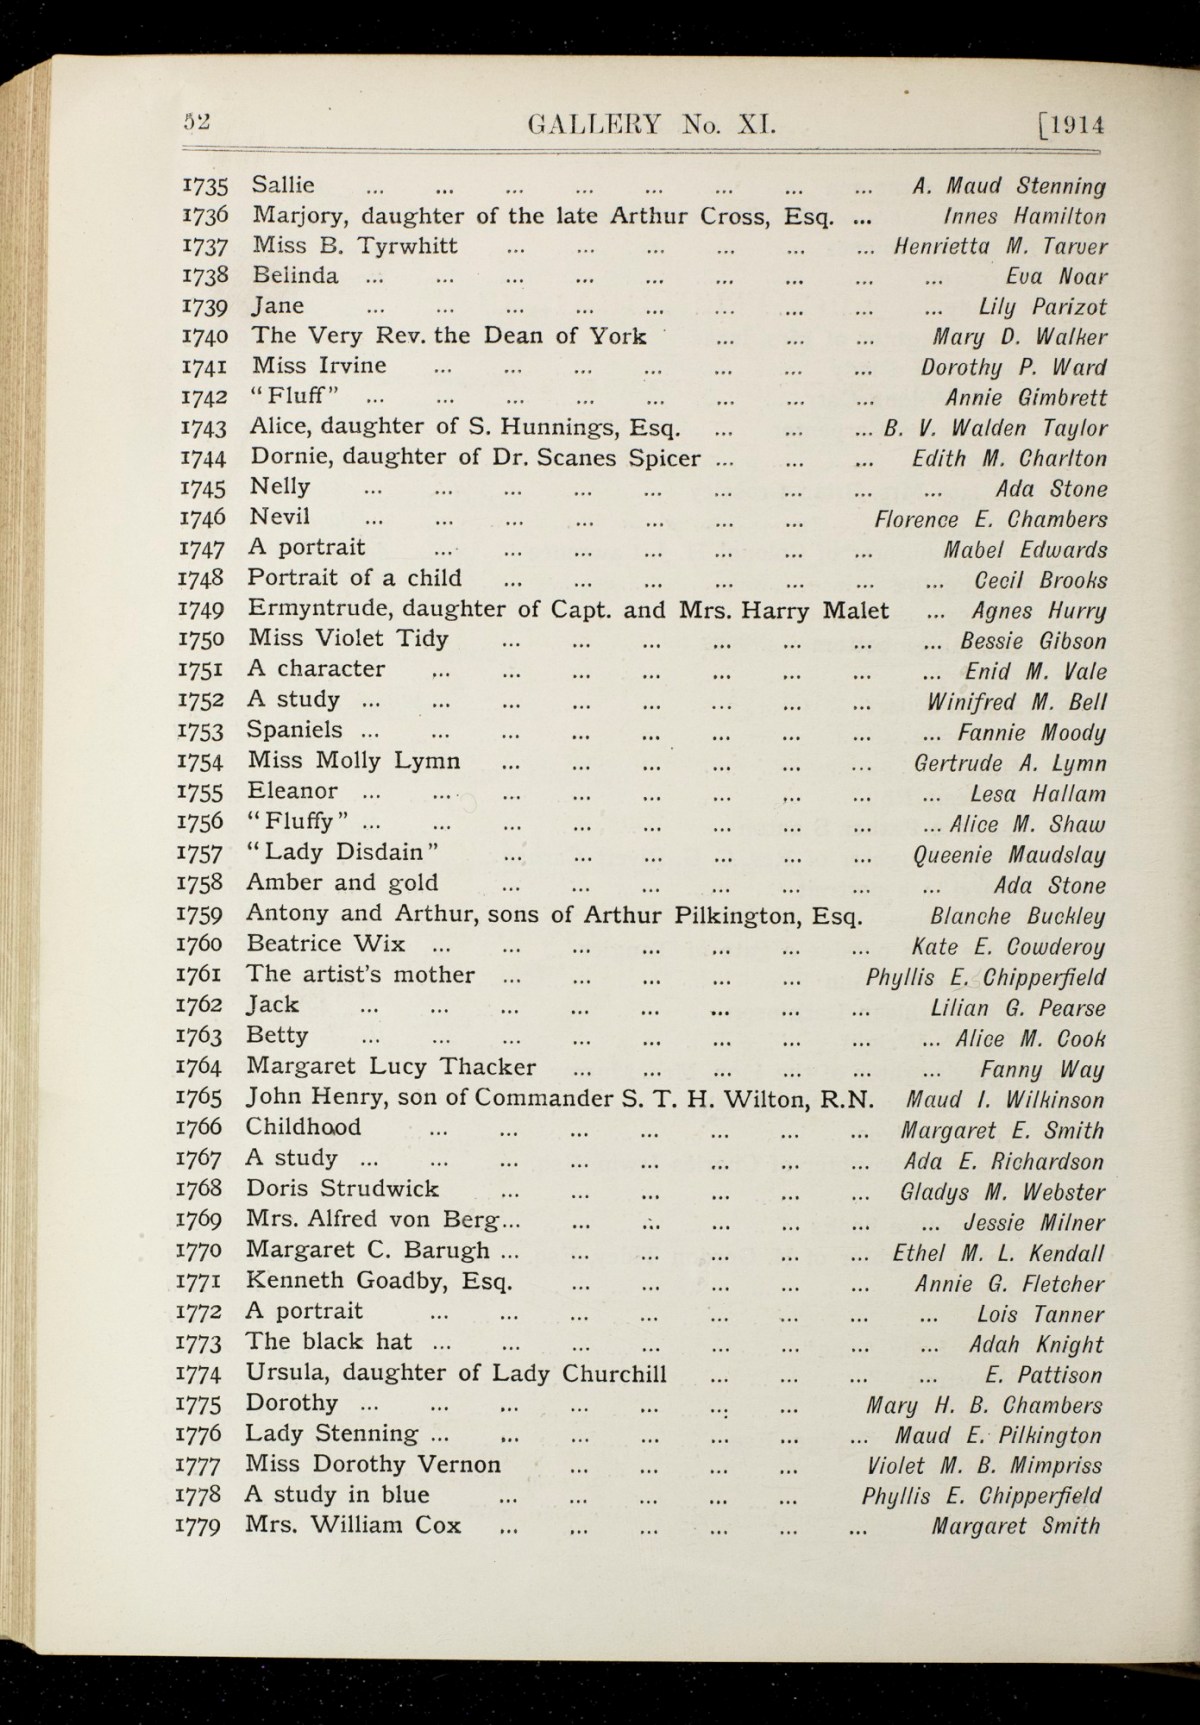 52 GALLERY No. XI. [1914
1735 Sallie ... ... ... ... ... ... ... ... A. Maud Stenning
1736 Marjory, daughter of the late Arthur Cross, Esq. ... Innes Hamilton
1737 Miss B. Tyrwhitt ... ... ... ... ... ... Henrietta M. Tarver
1738 Belinda ... ... ... ... ... ... ... ... ... Eva Noar
1739 Jane ... ... ... ... ... ... ... ... ... Lily Parizot
1740 The Very Rev. the Dean of York ... ... ... Mary D. Walker
1741 Miss Irvine ... ... ... ... ... ... ... Dorothy P. Ward
1742 "Fluff" ... ... ... ... ... ... ... ... Annie Gimbrett
1743 Alice, daughter of S. Hunnings, Esq. ... ... ... B. V. Walden Taylor
1744 Dornie, daughter of Dr. Scanes Spicer ... ... ... Edith M. Charlton
1745 Nelly ... ... ... ... ... ... ... ... ... Ada Stone
1746 Nevil ... ... ... ... ... ... ... Florence E. Chambers
1747 A portrait ... ... ... ... ... ... ... Mabel Edwards
1748 Portrait of a child ... ... ... ... ... ... ... Cecil Brooks
1749 Ermyntrude, daughter of Capt. and Mrs. Harry Malet ... Agnes Hurry
1750 Miss Violet Tidy ... ... ... ... ... ... ... Bessie Gibson
1751 A character ... ... ... ... ... ... ... ... Enid M. Vale
1752 A study ... ... ... ... ... ... ... ... Winifred M. Bell
1753 Spaniels ... ... ... ... ... ... ... ... ... Fannie Moody
1754 Miss Molly Lymn ... ... ... ... ... ... Gertrude A. Lymn
1755 Eleanor ... ... ... ... ... ... ... ... ... Lesa Hallam
1756 "Fluffy" ... ... ... ... ... ... ... ... ... Alice M. Shaw
1757 "Lady Disdain" ... ... ... ... ... ... Queenie Maudslay
1758 Amber and gold ... ... ... ... ... ... ... Ada Stone
1759 Antony and Arthur, sons of Arthur Pilkington, Esq. Blanche Buckley
1760 Beatrice Wix ... ... ... ... ... ... ... Kate E. Cowderoy
1761 The artist's mother ... ... ... ... ... Phyllis E. Chipperfield
1762 Jack ... ... ... ... ... ... ... ... Lilian G. Pearse
1763 Betty ... ... ... ... ... ... ... ... ... Alice M. Cook
1764 Margaret Lucy Thacker ... ... ... ... ... ... Fanny Way
1765 John Henry, son of Commander S. T. H. Wilton, R.N. Maud I. Wilkinson
1766 Childhood ... ... ... ... ... ... ... Margaret E. Smith
1767 A study ... ... ... ... ... ... ... ... Ada E. Richardson
1768 Doris Strudwick ... ... ... ... ... ... Gladys M. Webster
1769 Mrs. Alfred von Berg... ... ... ... ... ... ... Jessie Milner
1770 Margaret C. Barugh ... ... ... ... ... ... Ethel M. L. Kendall
1771 Kenneth Goadby, Esq. ... ... ... ... ... Annie G. Fletcher
1772 A portrait ... ... ... ... ... ... ... ... Lois Tanner
1773 The black hat ... ... ... ... ... ... ... ... Adah Knight
1774 Ursula, daughter of Lady Churchill ... ... ... ... E. Pattison
1775 Dorothy ... ... ... ... ... ... ... Mary H. B. Chambers
1776 Lady Stenning ... ... ... ... ... ... ... Maud E. Pilkington
1777 Miss Dorothy Vernon ... ... ... ... Violet M. B. Mimpriss
1778 A study in blue ... ... ... ... ... Phyllis E. Chipperfield
1779 Mrs. William Cox ... ... ... ... ... ... Margaret Smith